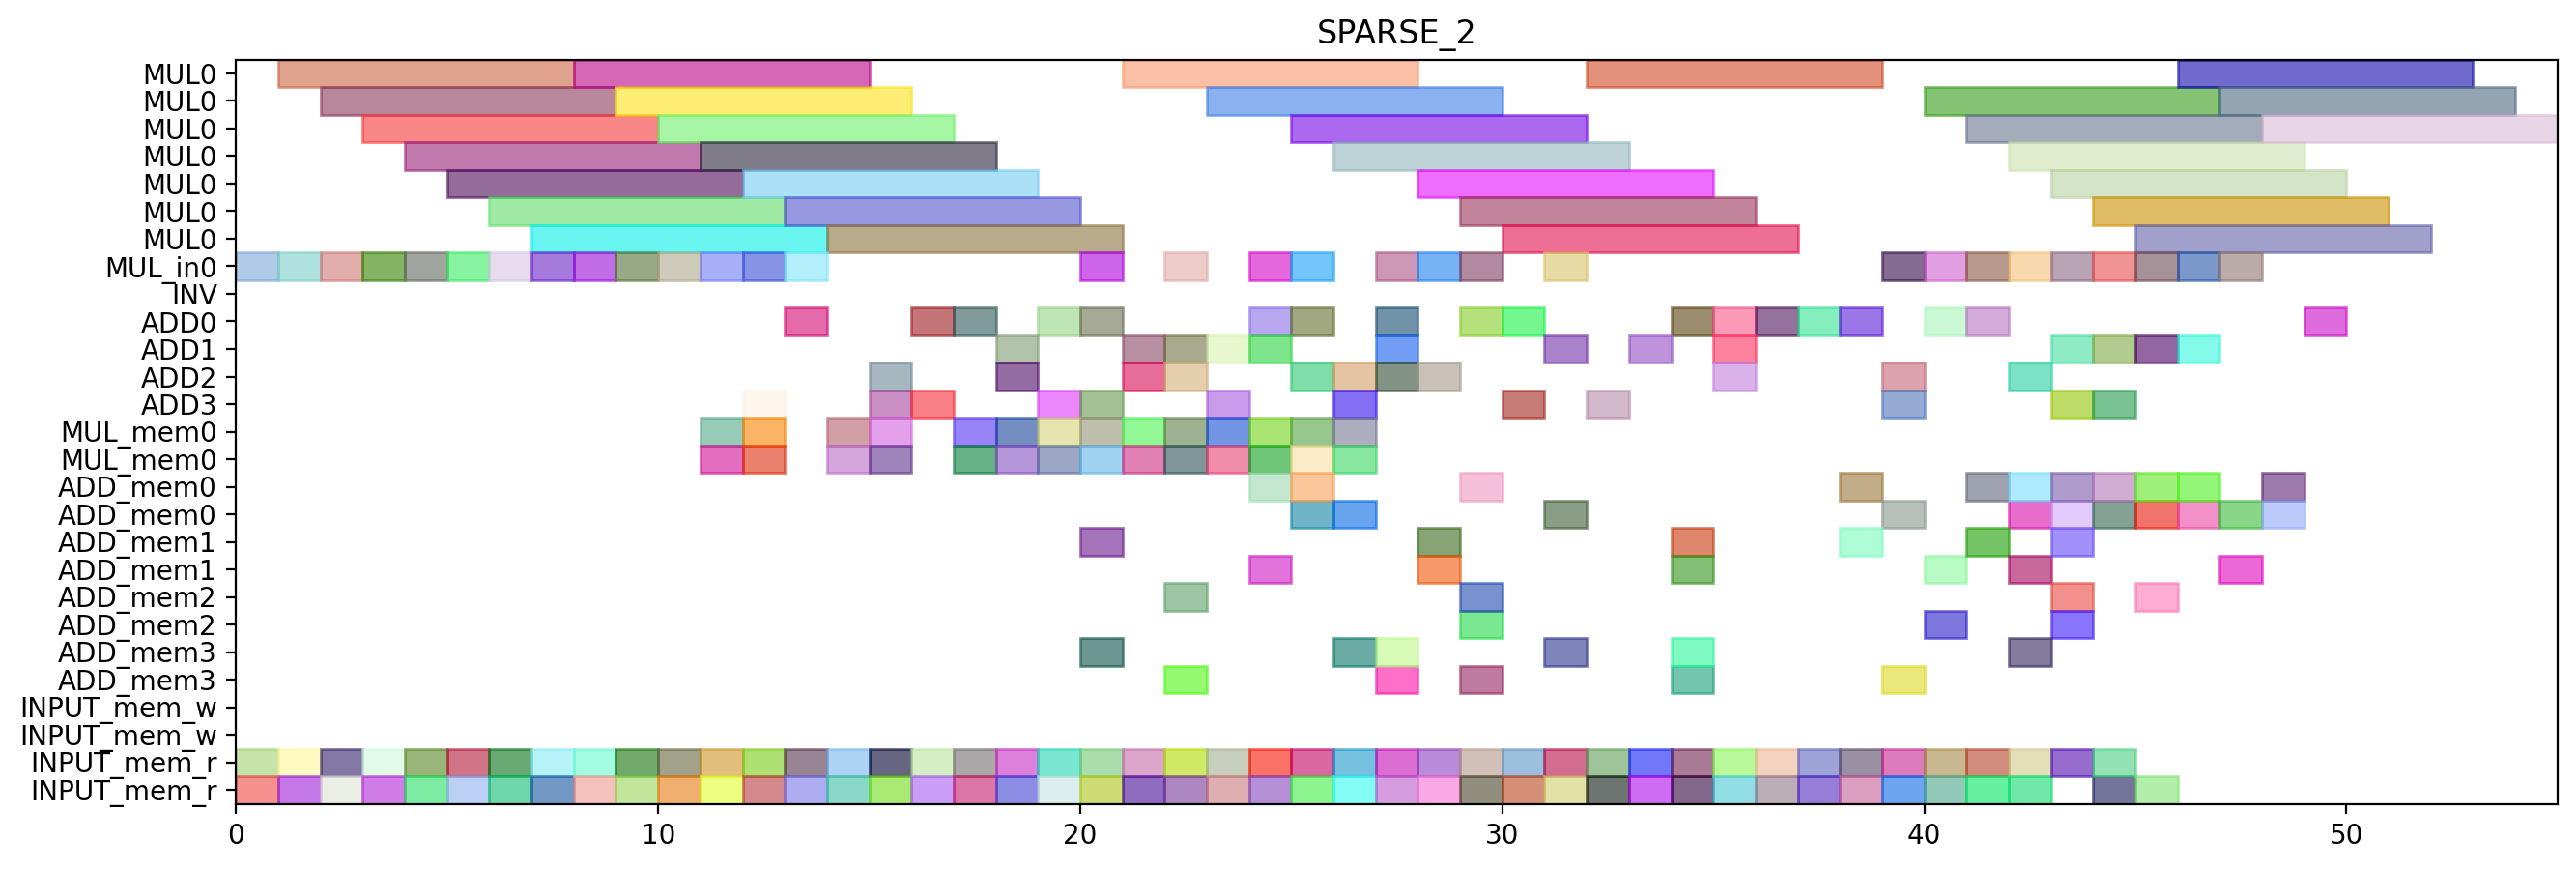 SPARSE_2
MUL0
MUL0
MUL0
MUL0
MUL0
MUL0
MUL0
MUL_in0
INV
ADD0
ADD1
ADD2
ADD3
MUL_mem0
MUL_mem0
ADD_mem0
ADD_mem0
ADD_mem1
ADD_mem1
ADD_mem2
ADD_mem2
ADD_mem3
ADD_mem3
INPUT_mem_w
INPUT_mem_w
INPUT_mem_r
INPUT_mem_r
0 10 20 30 40 50